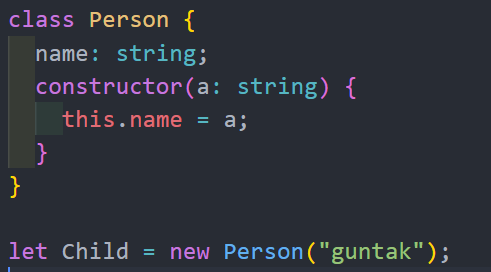 class Person {
  name: string;
  constructor(a: string) {
    this.name = a;
  }
}

let Child = new Person("guntak");